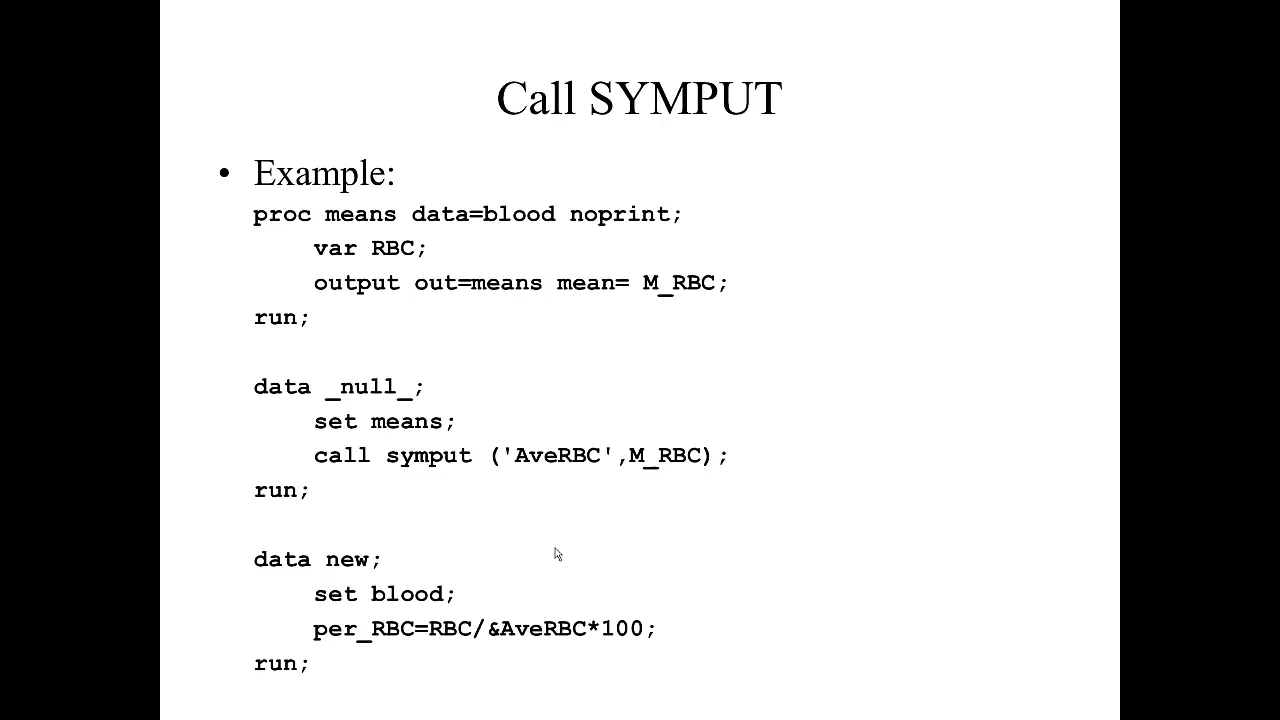 Call SYMPUT
• Example:
proc means data=blood noprint;
var RBC;
output out=means mean= M_RBC;
run;
data _null_;
set means;
call symput ('AveRBC',M_RBC);
run;
data new;
set blood;
per_RBC=RBC/&AveRBC*100;
run;